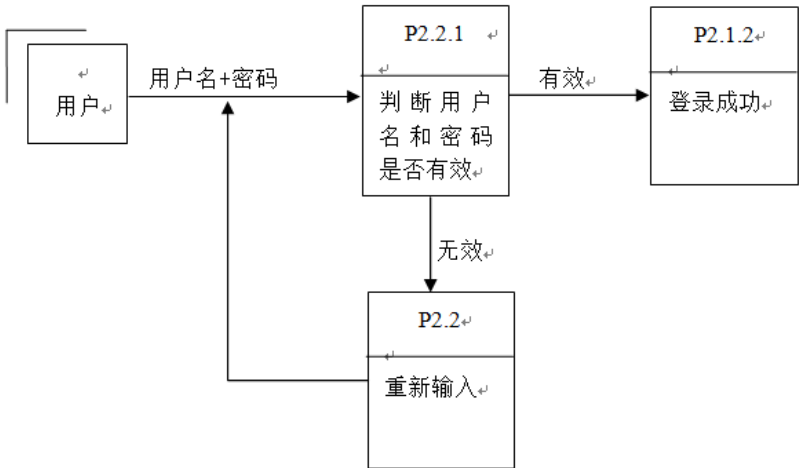 P2.2.1
P2.1.2
用户
用户名+密码
判断用户
名和密码
是否有效
有效
登录成功
无效
P2.2
重新输入